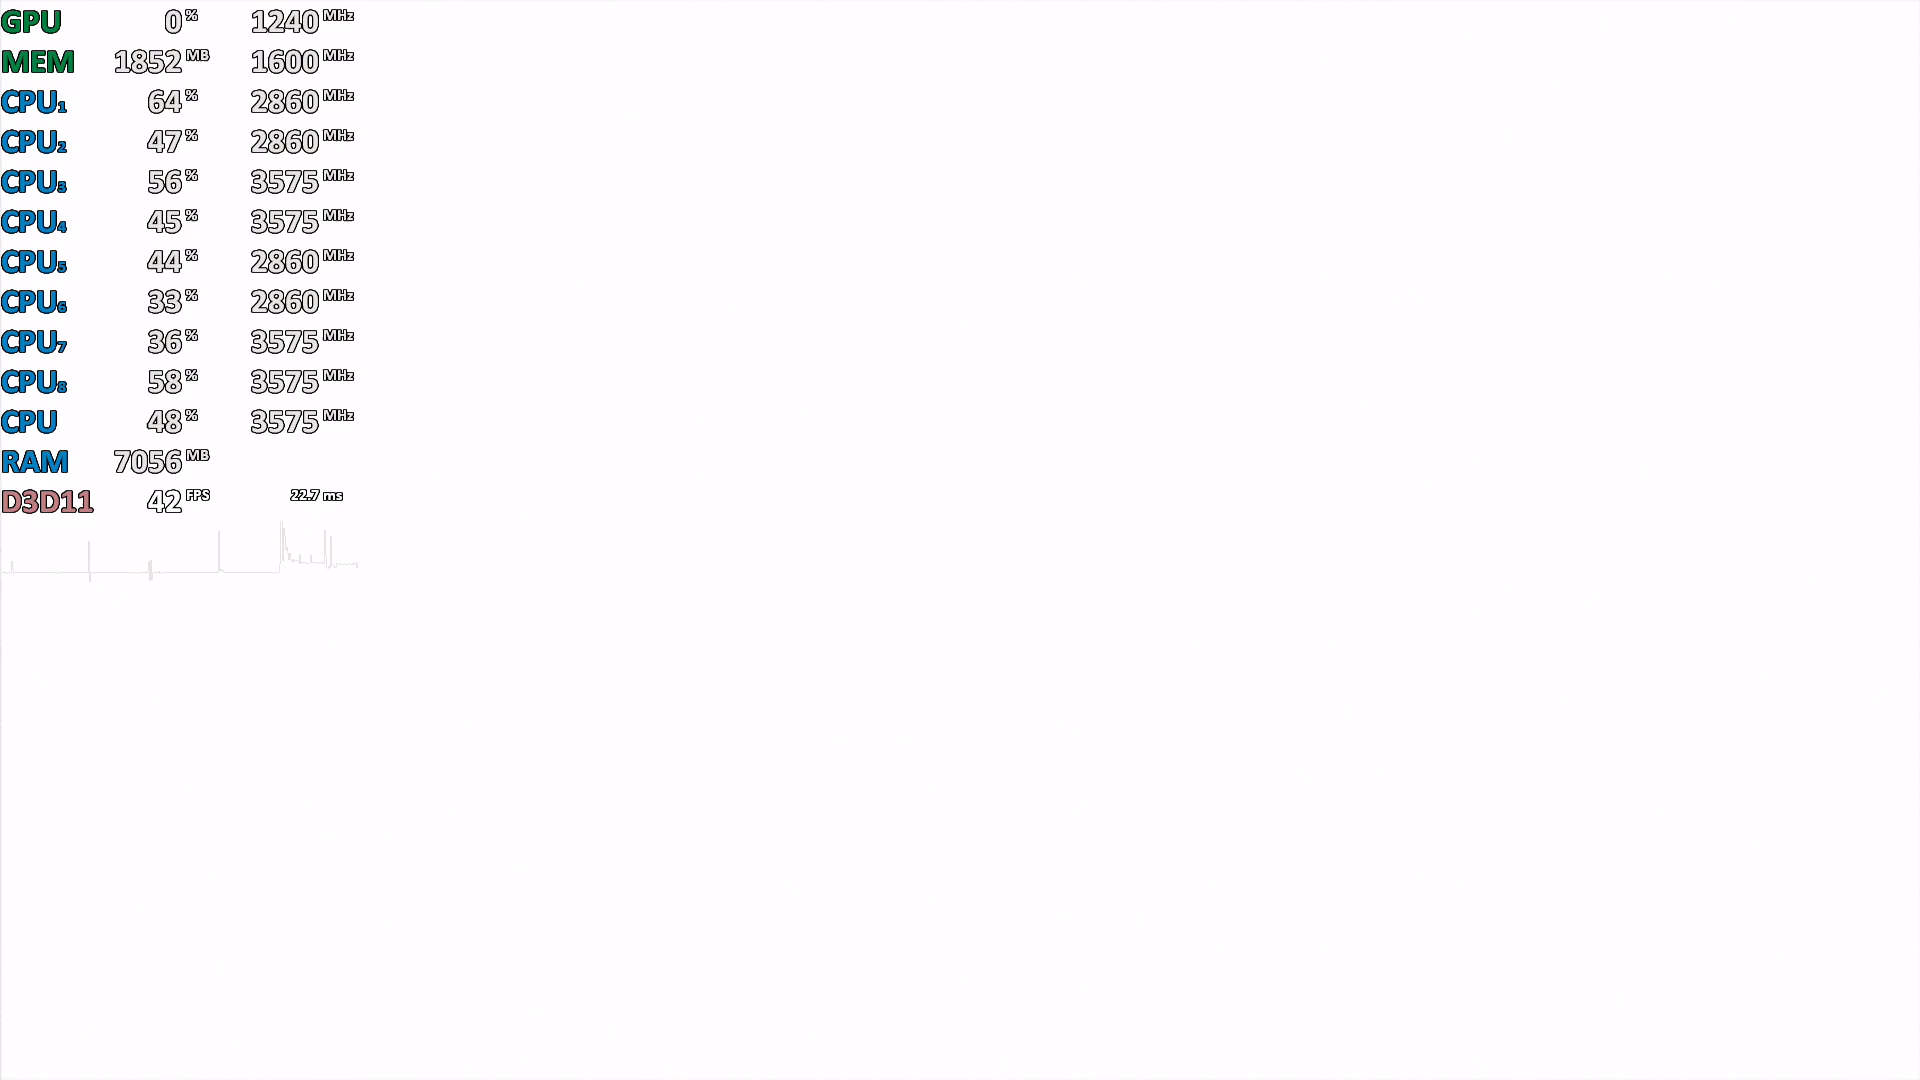 GPU 0 % 1240 MHz
MEM 1852 MB 1600 MHz
CPU1 64 % 2860 MHz
CPU2 47 % 2860 MHz
CPU3 56 % 3575 MHz
CPU4 45 % 3575 MHz
CPU5 44 % 2860 MHz
CPU6 33 % 2860 MHz
CPU7 36 % 3575 MHz
CPU8 58 % 3575 MHz
CPU 48 % 3575 MHz
RAM 7056 MB
D3D11 42 FPS 22.7 ms